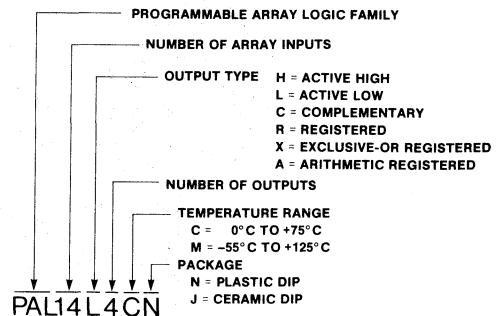 PROGRAMMABLE ARRAY LOGIC FAMILY
NUMBER OF ARRAY INPUTS
OUTPUT TYPE H = ACTIVE HIGH
L = ACTIVE LOW
C = COMPLEMENTARY
R = REGISTERED
X = EXCLUSIVE-OR REGISTERED
A = ARITHMETIC REGISTERED
NUMBER OF OUTPUTS
TEMPERATURE RANGE
C = 0°C TO +75°C
M = -55°C TO +125°C
PACKAGE
N = PLASTIC DIP
J = CERAMIC DIP
PAL14L4CN